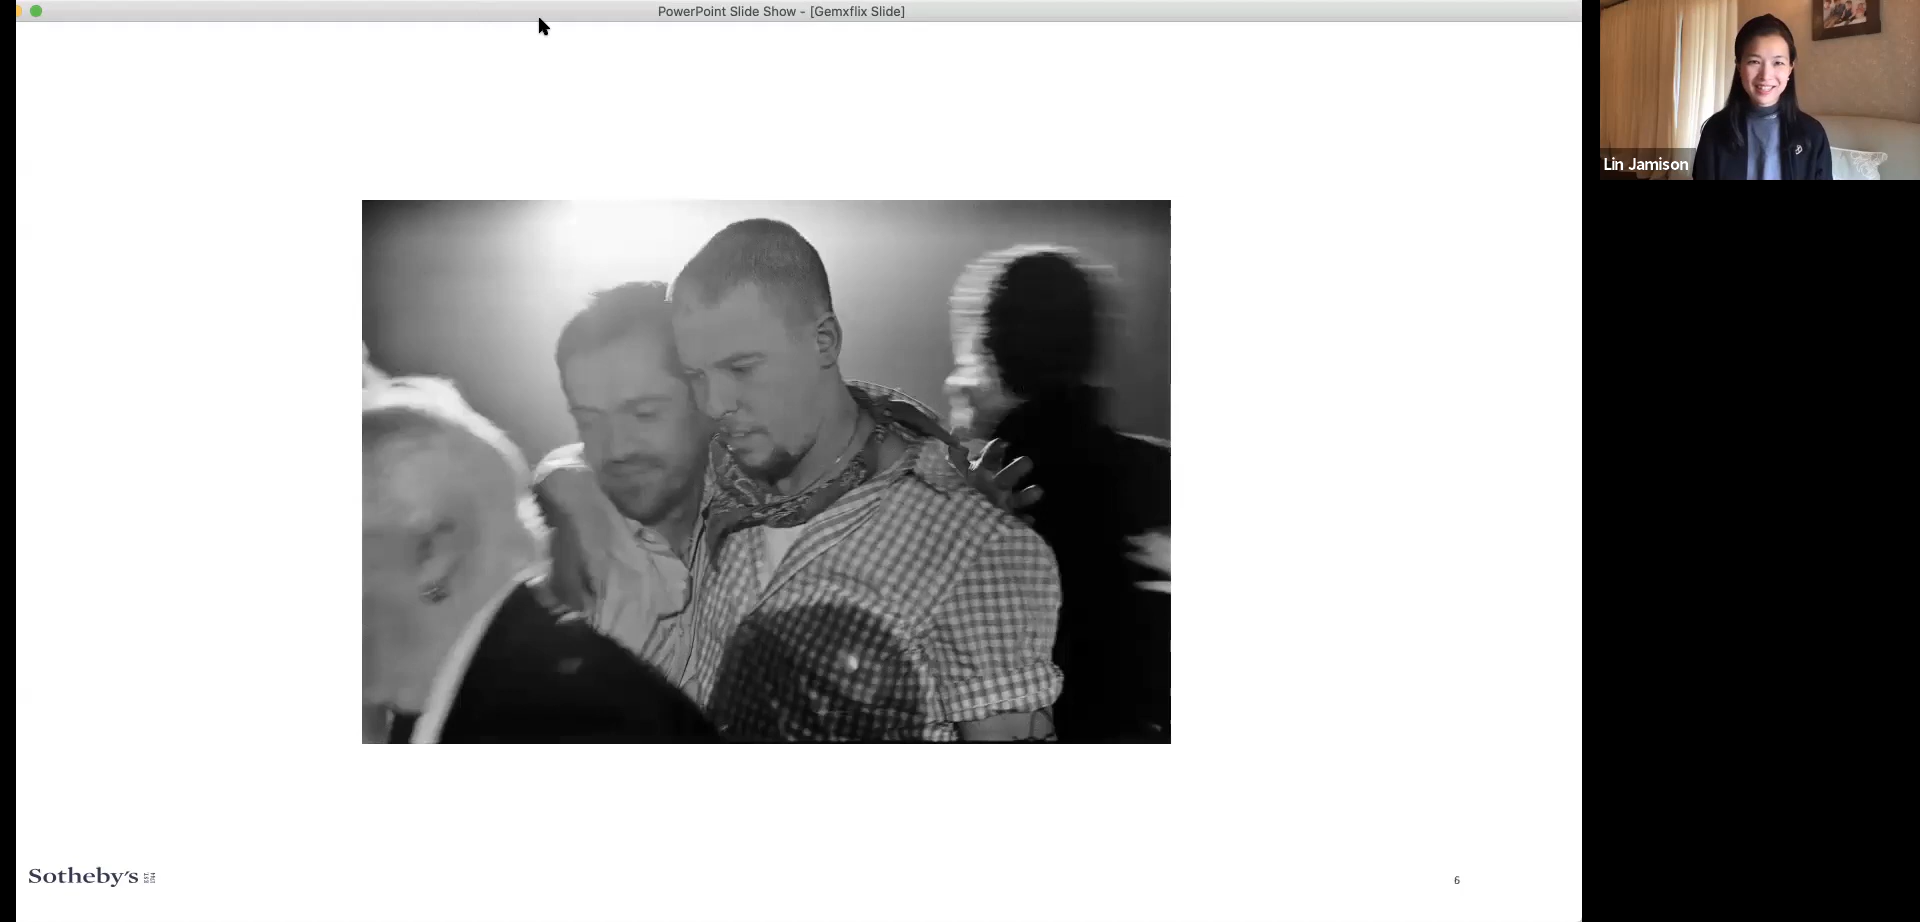 PowerPoint Slide Show - [Gemxflix Slide]
Lin Jamison
Sotheby's
6